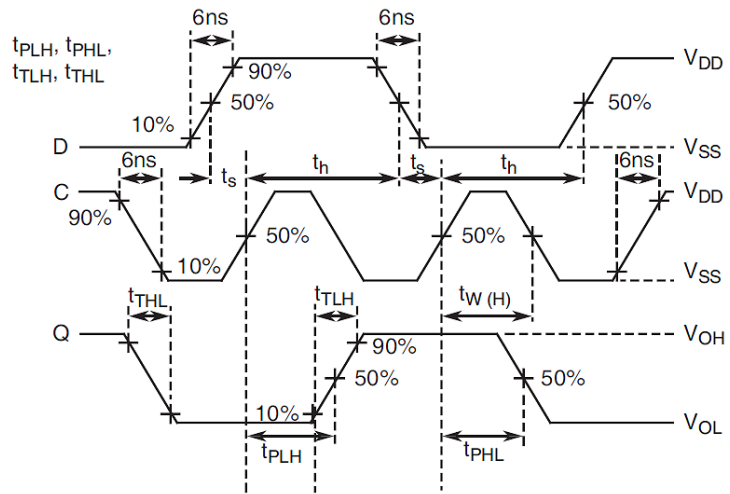 6ns 6ns
tPLH, tPHL,
tTLH, tTHL
VDD
90%
50% 50%
10%
D VSS
6ns ts th ts th 6ns
C VDD
90%
50% 50%
10% VSS
tTHL tTLH tW (H)
Q VOH
90%
50% 50%
10%
VOL
tPLH tPHL